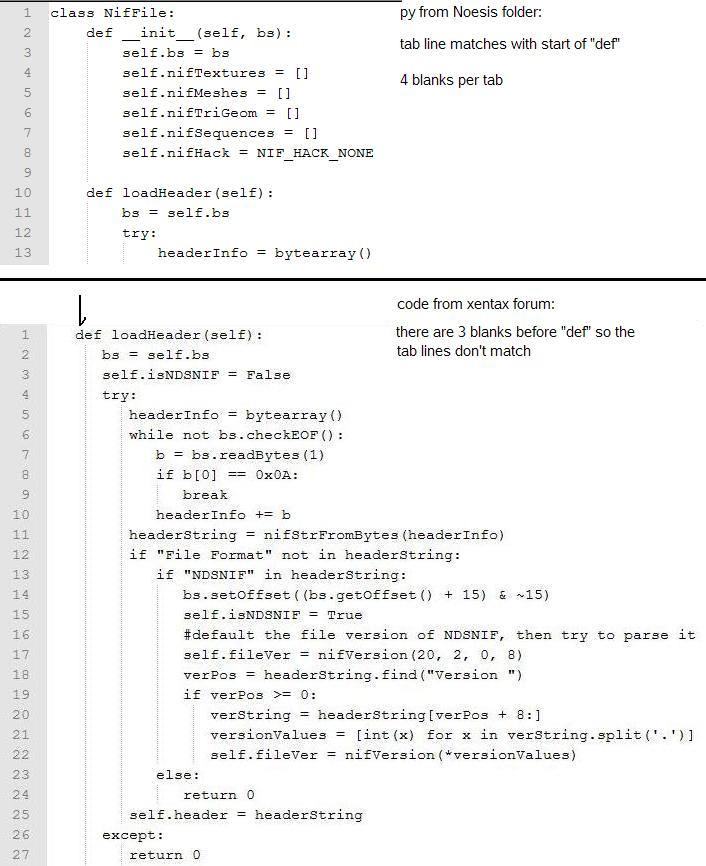 1 class NifFile:
2     def __init__(self, bs):
3         self.bs = bs
4         self.nifTextures = []
5         self.nifMeshes = []
6         self.nifTriGeom = []
7         self.nifSequences = []
8         self.nifHack = NIF_HACK_NONE
9
10     def loadHeader(self):
11         bs = self.bs
12         try:
13             headerInfo = bytearray()
py from Noesis folder:
tab line matches with start of "def"
4 blanks per tab
code from xentax forum:
there are 3 blanks before "def" so the
tab lines don't match
1    def loadHeader(self):
2       bs = self.bs
3       self.isNDSNIF = False
4       try:
5          headerInfo = bytearray()
6          while not bs.checkEOF():
7             b = bs.readBytes(1)
8             if b[0] == 0x0A:
9                break
10             headerInfo += b
11          headerString = nifStrFromBytes(headerInfo)
12          if "File Format" not in headerString:
13             if "NDSNIF" in headerString:
14                bs.setOffset((bs.getOffset() + 15) & ~15)
15                self.isNDSNIF = True
16                #default the file version of NDSNIF, then try to parse it
17                self.fileVer = nifVersion(20, 2, 0, 8)
18                verPos = headerString.find("Version ")
19                if verPos >= 0:
20                   verString = headerString[verPos + 8:]
21                   versionValues = [int(x) for x in verString.split('.')]
22                   self.fileVer = nifVersion(*versionValues)
23             else:
24                return 0
25          self.header = headerString
26       except:
27          return 0